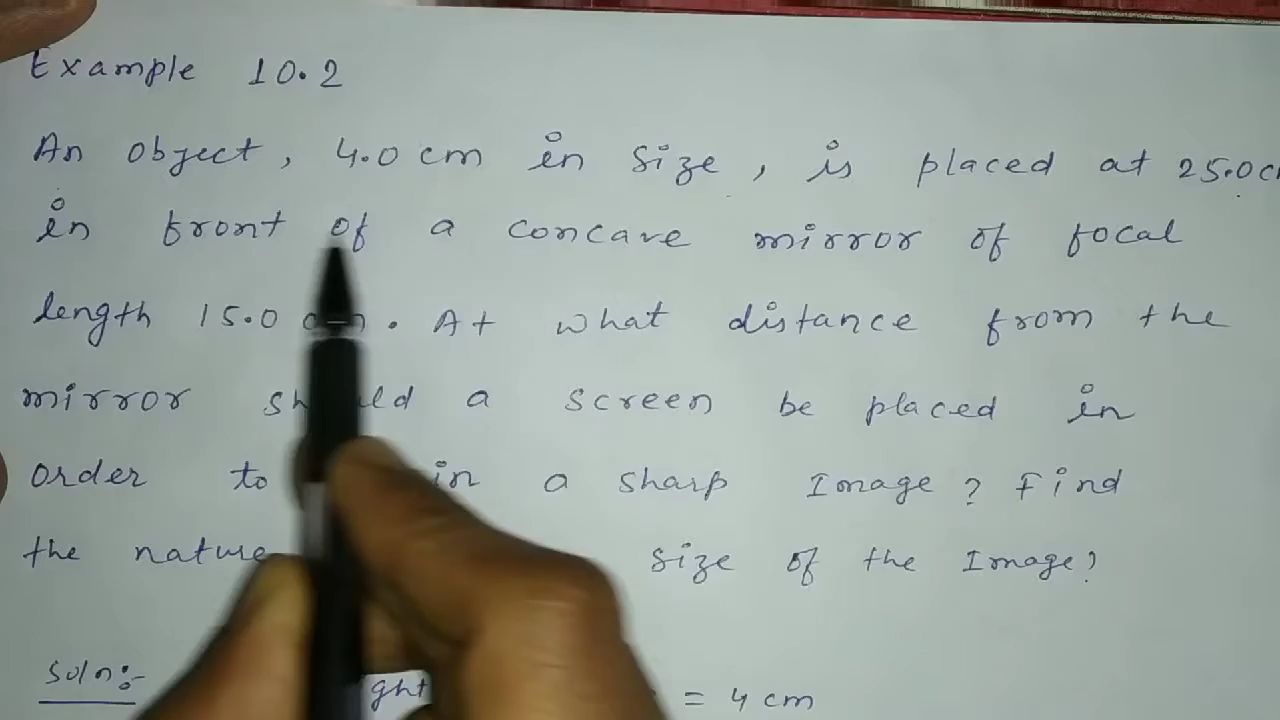 Example 10.2
An object, 4.0 cm in size, is placed at 25.0
in front of a concave mirror of focal
length 15.0 . At what distance from the
mirror a screen be placed in
order to a sharp Image? Find
the nature size of the Image?
Soln:-
= 4 cm